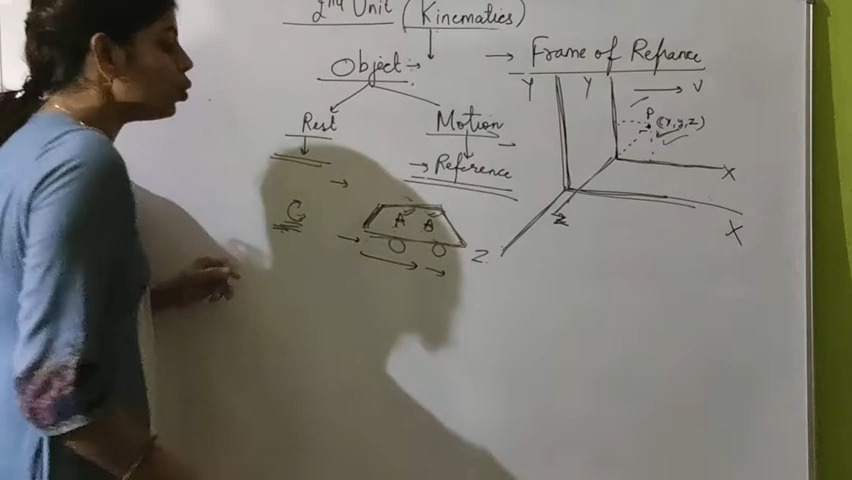 2nd Unit (Kinematics)
Object :→
→ Frame of Refrance
Rest
Motion
→ Reference
Y
Y
→ V
P
(x,y,z)
X
X
Z
Z
C
A B